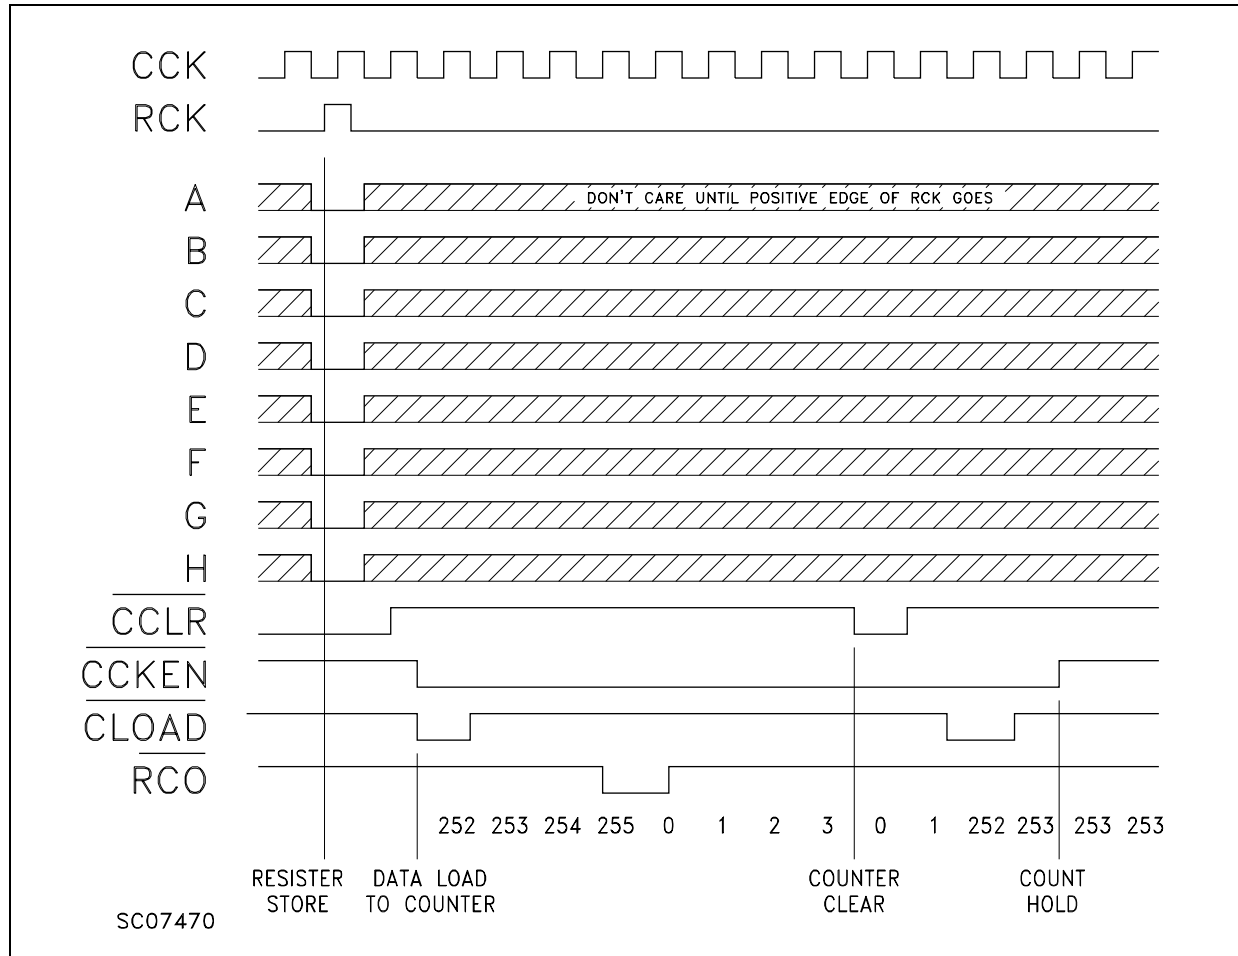 CCK
RCK
A
DON'T CARE UNTIL POSITIVE EDGE OF RCK GOES
B
C
D
E
F
G
H
CCLR
CCKEN
CLOAD
RCO
252 253 254 255 0 1 2 3 0 1 252 253 253 253
RESISTER
STORE
DATA LOAD
TO COUNTER
COUNTER
CLEAR
COUNT
HOLD
SC07470